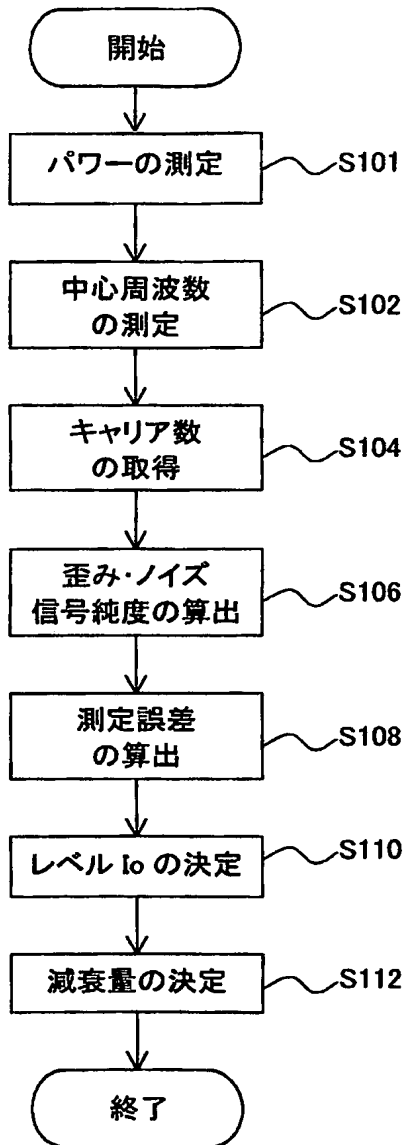 開始
パワーの測定
S101
中心周波数
の測定
S102
キャリア数
の取得
S104
歪み・ノイズ
信号純度の算出
S106
測定誤差
の算出
S108
レベル Io の決定
S110
減衰量の決定
S112
終了